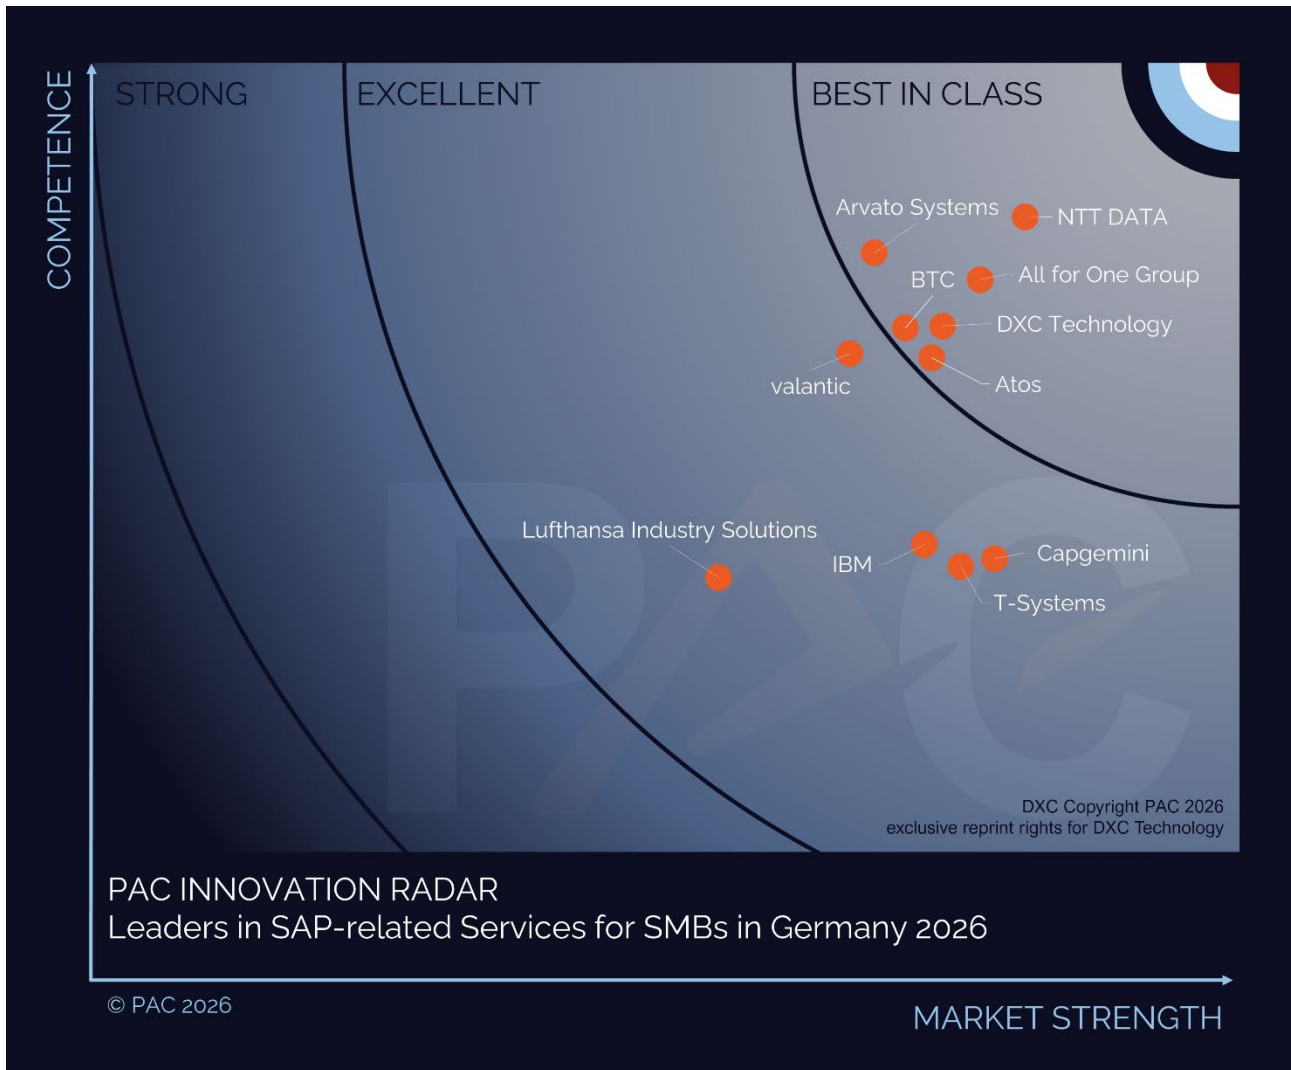 COMPETENCE
STRONG
EXCELLENT
BEST IN CLASS
Arvato Systems
NTT DATA
BTC
All for One Group
DXC Technology
valantic
Atos
Lufthansa Industry Solutions
IBM
Capgemini
T-Systems
PAC
DXC Copyright PAC 2026
exclusive reprint rights for DXC Technology
PAC INNOVATION RADAR
Leaders in SAP-related Services for SMBs in Germany 2026
© PAC 2026
MARKET STRENGTH